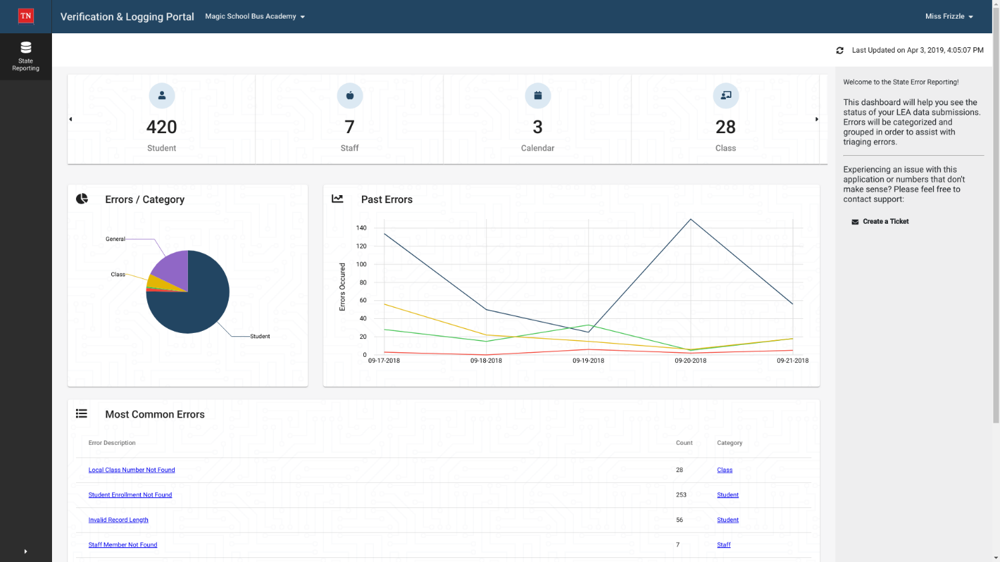 TN
Verification & Logging Portal
Magic School Bus Academy
Miss Frizzle
State
Reporting
Last Updated on Apr 3, 2019, 4:05:07 PM
420
Student
7
Staff
3
Calendar
28
Class
Welcome to the State Error Reporting!
This dashboard will help you see the
status of your LEA data submissions.
Errors will be categorized and
grouped in order to assist with
triaging errors.
Experiencing an issue with this
application or numbers that don't
make sense? Please feel free to
contact support:
Create a Ticket
Errors / Category
General
Class
Student
Past Errors
Errors Occured
140
120
100
80
60
40
20
0
09-17-2018
09-18-2018
09-19-2018
09-20-2018
09-21-2018
Most Common Errors
Error Description Count Category
Local Class Number Not Found 28 Class
Student Enrollment Not Found 253 Student
Invalid Record Length 56 Student
Staff Member Not Found 7 Staff